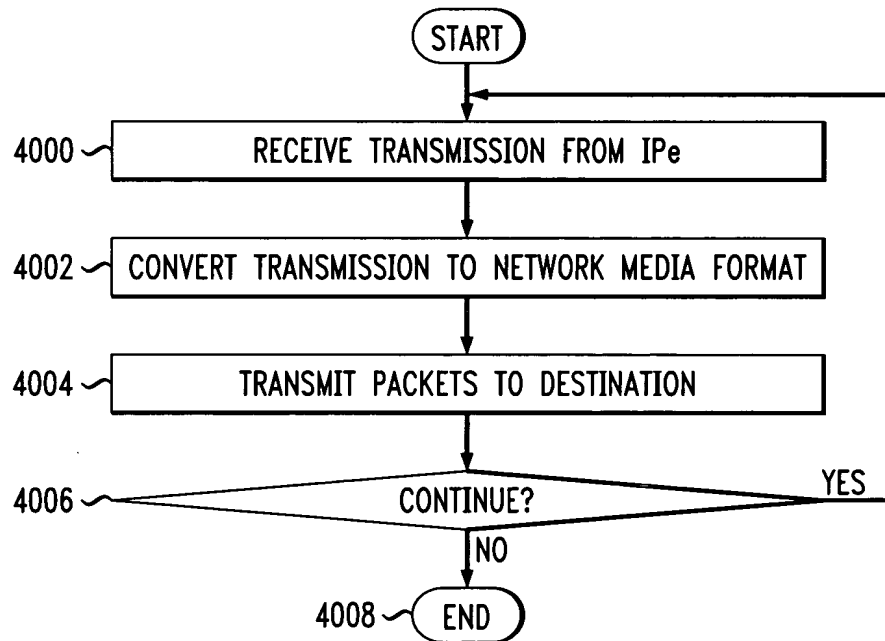 START
4000 RECEIVE TRANSMISSION FROM IPe
4002 CONVERT TRANSMISSION TO NETWORK MEDIA FORMAT
4004 TRANSMIT PACKETS TO DESTINATION
4006 CONTINUE? YES
NO
4008 END